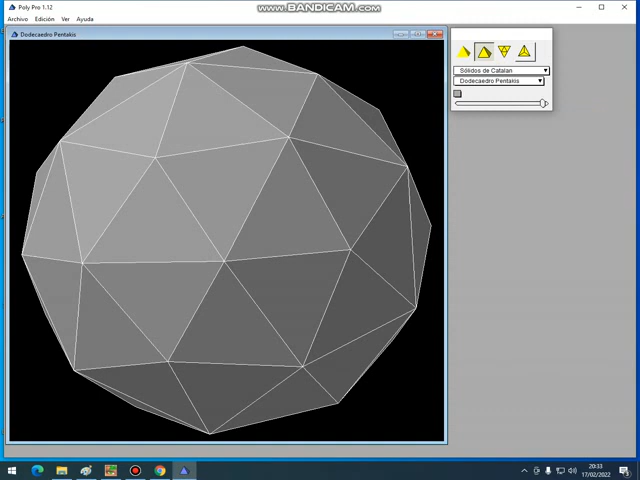 Poly Pro 1.12
www.BANDICAM.com
Archivo Edición Ver Ayuda
Dodecaedro Pentakis
Sólidos de Catalan
Dodecaedro Pentakis
20:33
17/02/2022